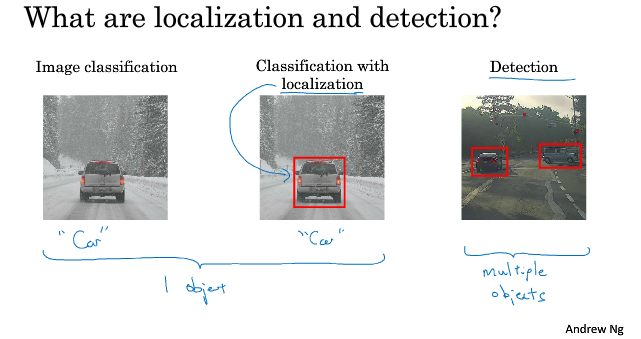 What are localization and detection?
Image classification
Classification with
localization
Detection
"Car"
"Car"
1 object
multiple
objects
Andrew Ng